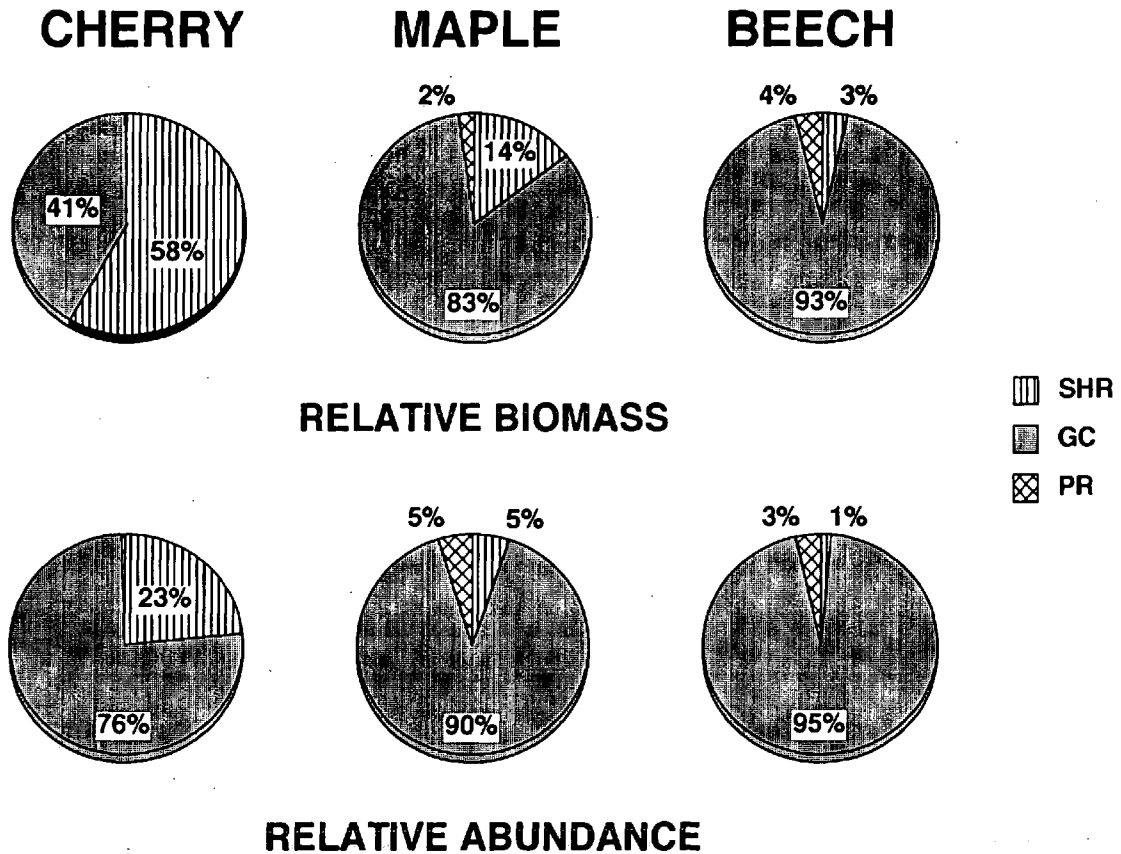 CHERRY MAPLE BEECH
2% 4% 3%
14%
41%
58%
83% 93%
SHR
RELATIVE BIOMASS
GC
PR
5% 5% 3% 1%
23%
76% 90% 95%
RELATIVE ABUNDANCE